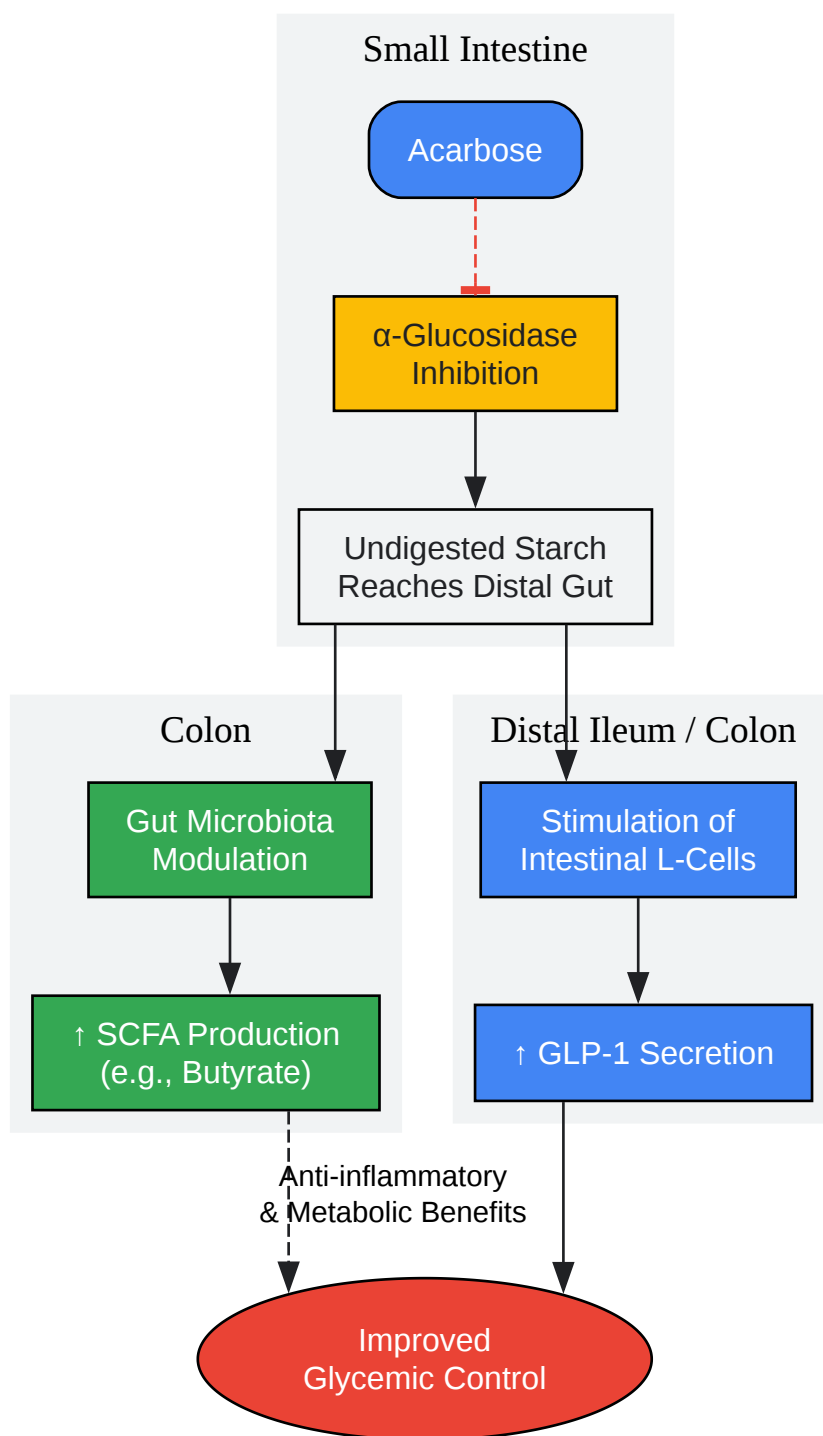 Small Intestine
Acarbose
α-Glucosidase
Inhibition
Undigested Starch
Reaches Distal Gut
Colon
Gut Microbiota
Modulation
↑ SCFA Production
(e.g., Butyrate)
Distal Ileum / Colon
Stimulation of
Intestinal L-Cells
↑ GLP-1 Secretion
Anti-inflammatory
& Metabolic Benefits
Improved
Glycemic Control